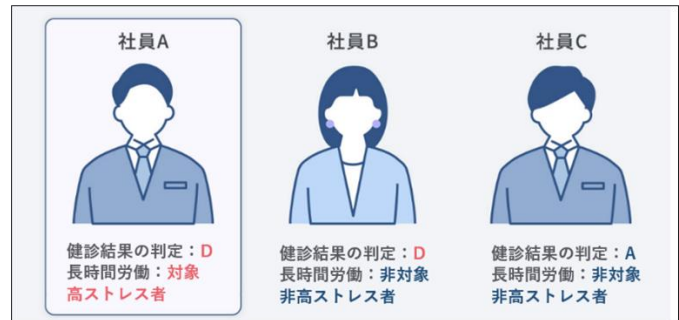 社員A
健診結果の判定：D
長時間労働：対象
高ストレス者
社員B
健診結果の判定：D
長時間労働：非対象
非高ストレス者
社員C
健診結果の判定：A
長時間労働：非対象
非高ストレス者